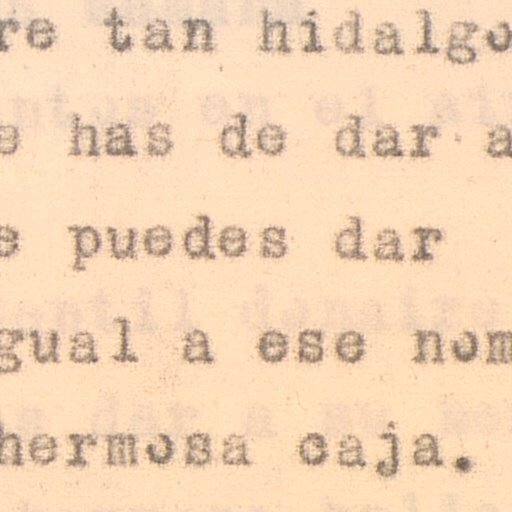 re tan hidalgo
e has de dar a
e puedes dar
gual a ese nom
hermosa caja.